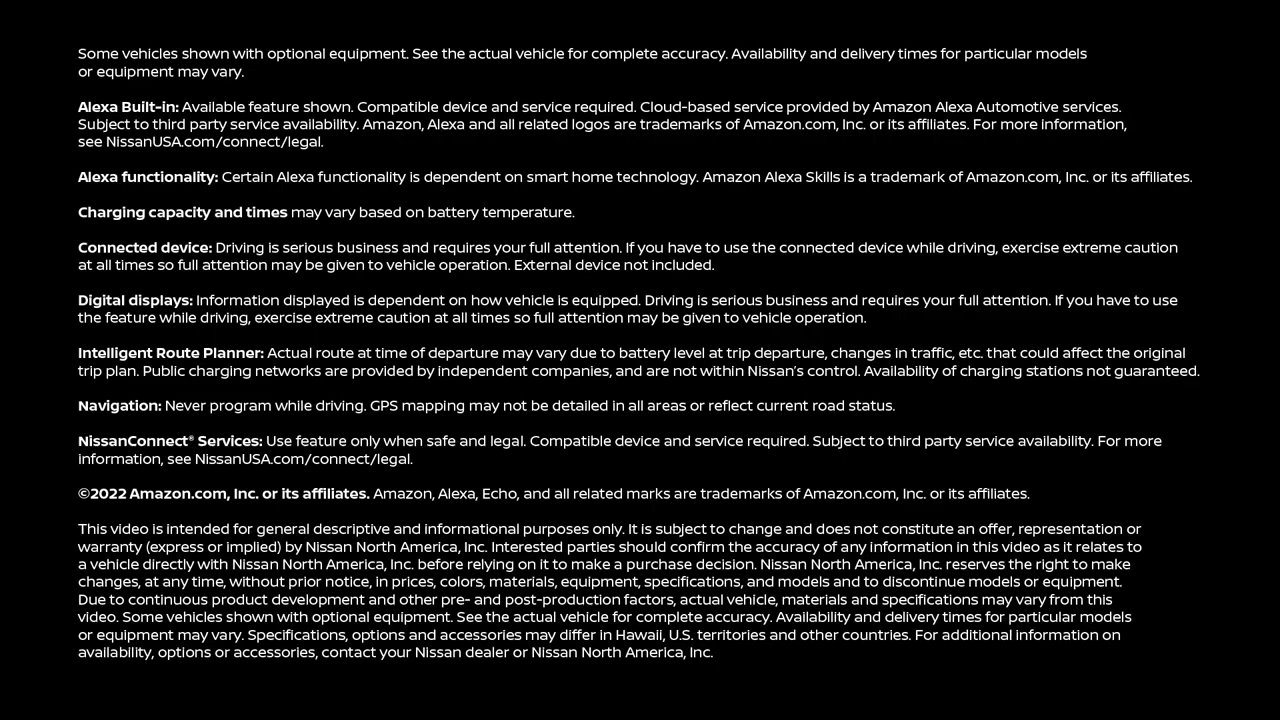 Some vehicles shown with optional equipment. See the actual vehicle for complete accuracy. Availability and delivery times for particular models
or equipment may vary.
Alexa Built-in: Available feature shown. Compatible device and service required. Cloud-based service provided by Amazon Alexa Automotive services.
Subject to third party service availability. Amazon, Alexa and all related logos are trademarks of Amazon.com, Inc. or its affiliates. For more information,
see NissanUSA.com/connect/legal.
Alexa functionality: Certain Alexa functionality is dependent on smart home technology. Amazon Alexa Skills is a trademark of Amazon.com, Inc. or its affiliates.
Charging capacity and times may vary based on battery temperature.
Connected device: Driving is serious business and requires your full attention. If you have to use the connected device while driving, exercise extreme caution
at all times so full attention may be given to vehicle operation. External device not included.
Digital displays: Information displayed is dependent on how vehicle is equipped. Driving is serious business and requires your full attention. If you have to use
the feature while driving, exercise extreme caution at all times so full attention may be given to vehicle operation.
Intelligent Route Planner: Actual route at time of departure may vary due to battery level at trip departure, changes in traffic, etc. that could affect the original
trip plan. Public charging networks are provided by independent companies, and are not within Nissan's control. Availability of charging stations not guaranteed.
Navigation: Never program while driving. GPS mapping may not be detailed in all areas or reflect current road status.
NissanConnect® Services: Use feature only when safe and legal. Compatible device and service required. Subject to third party service availability. For more
information, see NissanUSA.com/connect/legal.
©2022 Amazon.com, Inc. or its affiliates. Amazon, Alexa, Echo, and all related marks are trademarks of Amazon.com, Inc. or its affiliates.
This video is intended for general descriptive and informational purposes only. It is subject to change and does not constitute an offer, representation or
warranty (express or implied) by Nissan North America, Inc. Interested parties should confirm the accuracy of any information in this video as it relates to
a vehicle directly with Nissan North America, Inc. before relying on it to make a purchase decision. Nissan North America, Inc. reserves the right to make
changes, at any time, without prior notice, in prices, colors, materials, equipment, specifications, and models and to discontinue models or equipment.
Due to continuous product development and other pre- and post-production factors, actual vehicle, materials and specifications may vary from this
video. Some vehicles shown with optional equipment. See the actual vehicle for complete accuracy. Availability and delivery times for particular models
or equipment may vary. Specifications, options and accessories may differ in Hawaii, U.S. territories and other countries. For additional information on
availability, options or accessories, contact your Nissan dealer or Nissan North America, Inc.